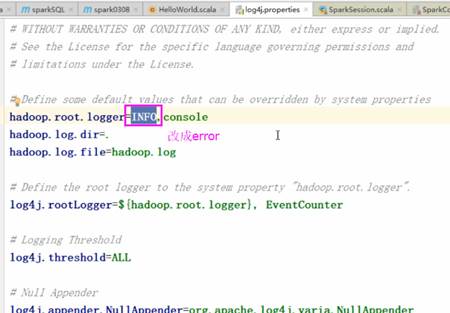 sparkSQL spark0308 HelloWorld.scala log4j.properties SparkSession.scala
# WITHOUT WARRANTIES OR CONDITIONS OF ANY KIND, either express or implied.
# See the License for the specific language governing permissions and
# limitations under the License.
# Define some default values that can be overridden by system properties
hadoop.root.logger=INFO,console
hadoop.log.dir=. 改成error
hadoop.log.file=hadoop.log
# Define the root logger to the system property "hadoop.root.logger".
log4j.rootLogger=${hadoop.root.logger}, EventCounter
# Logging Threshold
log4j.threshold=ALL
# Null Appender
log4j.appender.NullAppender=org.apache.log4j.varia.NullAppender